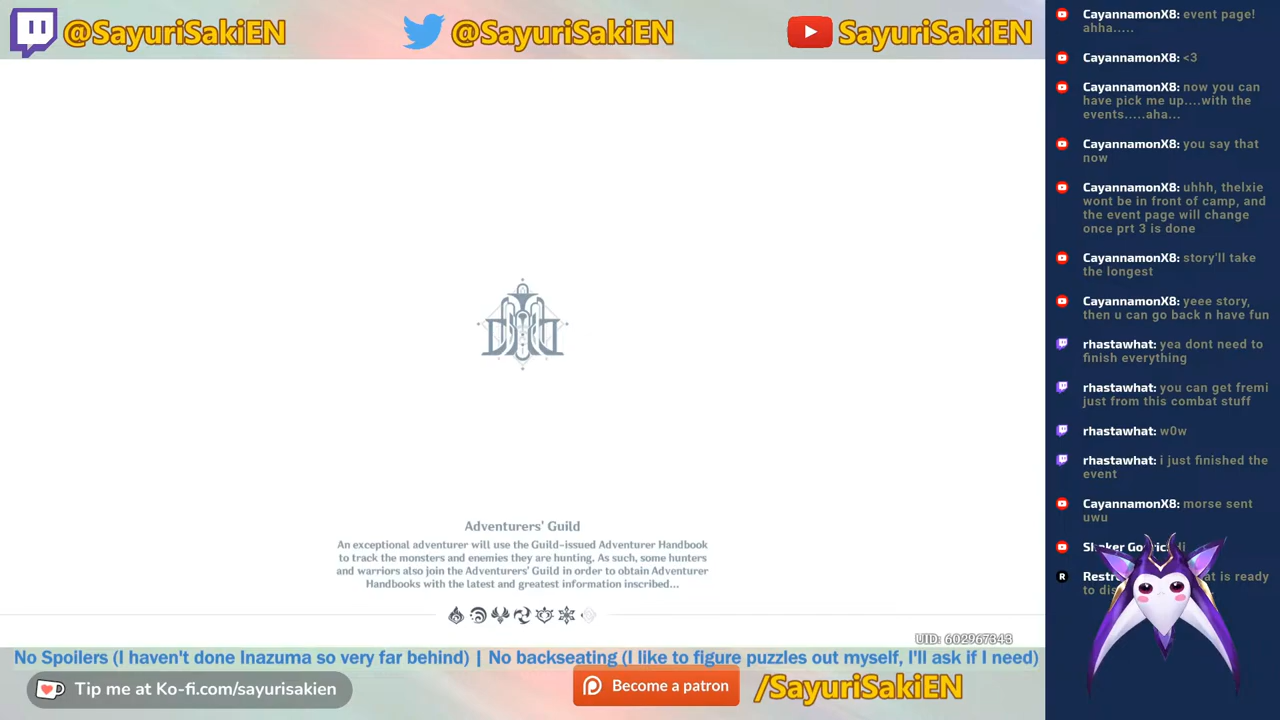 @SayuriSakiEN
@SayuriSakiEN
SayuriSakiEN
Adventurers' Guild
An exceptional adventurer will use the Guild-issued Adventurer Handbook
to track the monsters and enemies they are hunting. As such, some hunters
and warriors also join the Adventurers' Guild in order to obtain Adventurer
Handbooks with the latest and greatest information inscribed...
UID: 602967343
No Spoilers (I haven't done Inazuma so very far behind) | No backseating (I like to figure puzzles out myself, I'll ask if I need)
Tip me at Ko-fi.com/sayurisakien
Become a patron
/SayuriSakiEN
CayannamonX8: event page!
ahha.....
CayannamonX8: <3
CayannamonX8: now you can
have pick me up....with the
events.....aha...
CayannamonX8: you say that
now
CayannamonX8: uhhh, thelxie
wont be in front of camp, and
the event page will change
once prt 3 is done
CayannamonX8: story'll take
the longest
CayannamonX8: yeee story,
then u can go back n have fun
rhastawhat: yea dont need to
finish everything
rhastawhat: you can get fremi
just from this combat stuff
rhastawhat: w0w
rhastawhat: i just finished the
event
CayannamonX8: morse sent
uwu
is ready
to